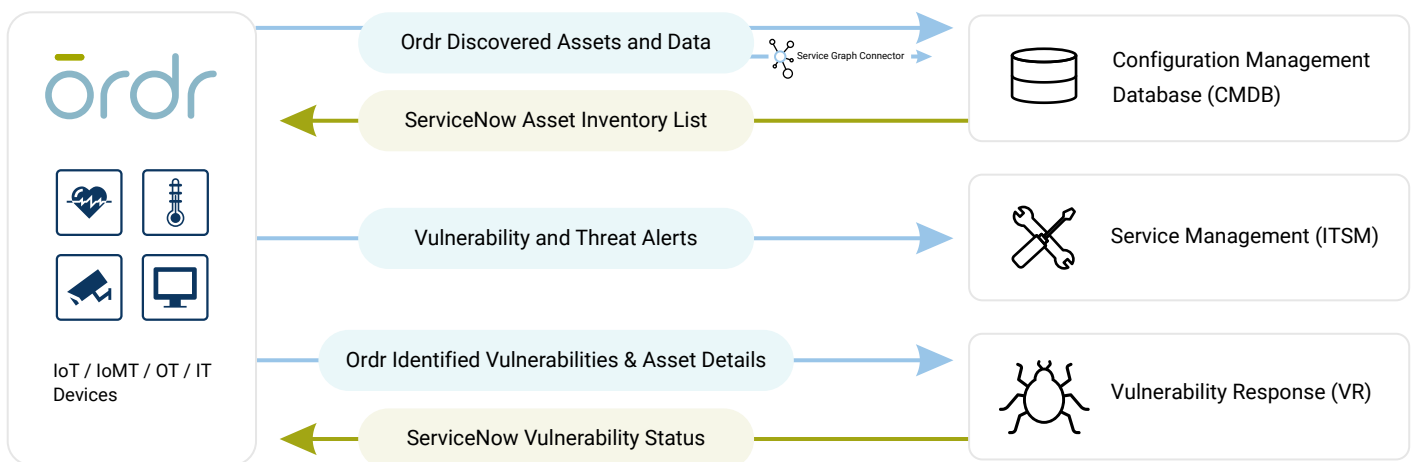 ōrdr
IoT / IoMT / OT / IT
Devices
Ordr Discovered Assets and Data
Service Graph Connector
ServiceNow Asset Inventory List
Configuration Management
Database (CMDB)
Vulnerability and Threat Alerts
Service Management (ITSM)
Ordr Identified Vulnerabilities & Asset Details
Vulnerability Response (VR)
ServiceNow Vulnerability Status